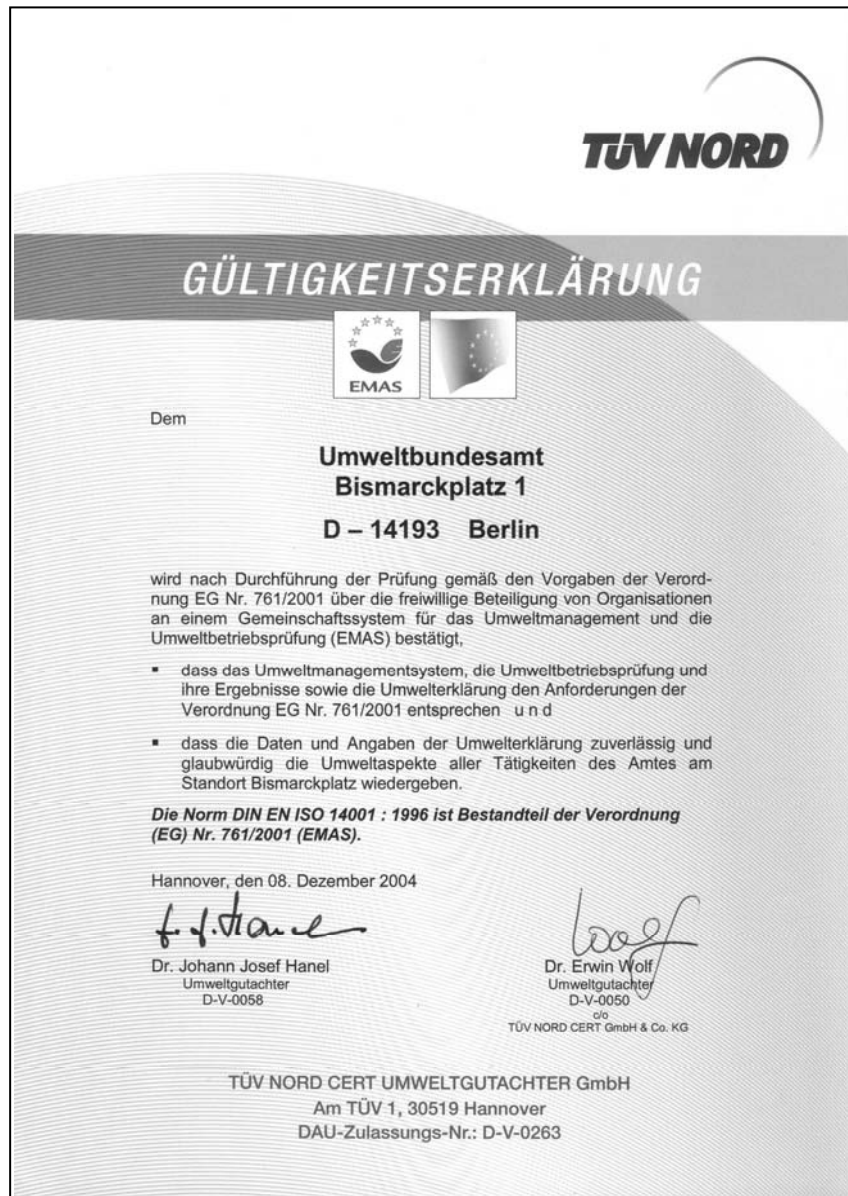 TÜV NORD
GÜLTIGKEITSERKLÄRUNG
EMAS
Dem
Umweltbundesamt
Bismarckplatz 1
D – 14193 Berlin
wird nach Durchführung der Prüfung gemäß den Vorgaben der Verord-
nung EG Nr. 761/2001 über die freiwillige Beteiligung von Organisationen
an einem Gemeinschaftssystem für das Umweltmanagement und die
Umweltbetriebsprüfung (EMAS) bestätigt,
▪ dass das Umweltmanagementsystem, die Umweltbetriebsprüfung und
ihre Ergebnisse sowie die Umwelterklärung den Anforderungen der
Verordnung EG Nr. 761/2001 entsprechen u n d
▪ dass die Daten und Angaben der Umwelterklärung zuverlässig und
glaubwürdig die Umweltaspekte aller Tätigkeiten des Amtes am
Standort Bismarckplatz wiedergeben.
Die Norm DIN EN ISO 14001 : 1996 ist Bestandteil der Verordnung
(EG) Nr. 761/2001 (EMAS).
Hannover, den 08. Dezember 2004
J. J. Hanel
Dr. Johann Josef Hanel
Umweltgutachter
D-V-0058
Wolf
Dr. Erwin Wolf
Umweltgutachter
D-V-0050
c/o
TÜV NORD CERT GmbH & Co. KG
TÜV NORD CERT UMWELTGUTACHTER GmbH
Am TÜV 1, 30519 Hannover
DAU-Zulassungs-Nr.: D-V-0263